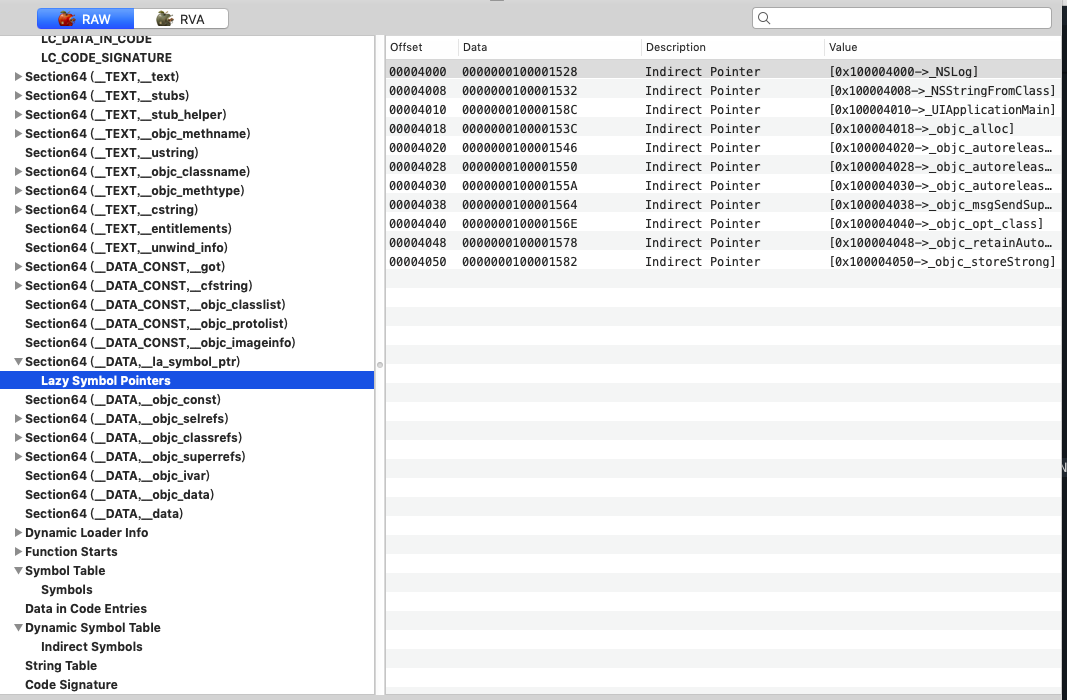 RAW
RVA
LC_DATA_IN_CODE
LC_CODE_SIGNATURE
Section64 (__TEXT,__text)
Section64 (__TEXT,__stubs)
Section64 (__TEXT,__stub_helper)
Section64 (__TEXT,__objc_methname)
Section64 (__TEXT,__ustring)
Section64 (__TEXT,__objc_classname)
Section64 (__TEXT,__objc_methtype)
Section64 (__TEXT,__cstring)
Section64 (__TEXT,__entitlements)
Section64 (__TEXT,__unwind_info)
Section64 (__DATA_CONST,__got)
Section64 (__DATA_CONST,__cfstring)
Section64 (__DATA_CONST,__objc_classlist)
Section64 (__DATA_CONST,__objc_protolist)
Section64 (__DATA_CONST,__objc_imageinfo)
Section64 (__DATA,__la_symbol_ptr)
Lazy Symbol Pointers
Section64 (__DATA,__objc_const)
Section64 (__DATA,__objc_selrefs)
Section64 (__DATA,__objc_classrefs)
Section64 (__DATA,__objc_superrefs)
Section64 (__DATA,__objc_ivar)
Section64 (__DATA,__objc_data)
Section64 (__DATA,__data)
Dynamic Loader Info
Function Starts
Symbol Table
Symbols
Data in Code Entries
Dynamic Symbol Table
Indirect Symbols
String Table
Code Signature
Offset Data Description Value
00004000 0000000100001528 Indirect Pointer [0x100004000->_NSLog]
00004008 0000000100001532 Indirect Pointer [0x100004008->_NSStringFromClass]
00004010 000000010000158C Indirect Pointer [0x100004010->_UIApplicationMain]
00004018 000000010000153C Indirect Pointer [0x100004018->_objc_alloc]
00004020 0000000100001546 Indirect Pointer [0x100004020->_objc_autoreleas…
00004028 0000000100001550 Indirect Pointer [0x100004028->_objc_autoreleas…
00004030 000000010000155A Indirect Pointer [0x100004030->_objc_autoreleas…
00004038 0000000100001564 Indirect Pointer [0x100004038->_objc_msgSendSup…
00004040 000000010000156E Indirect Pointer [0x100004040->_objc_opt_class]
00004048 0000000100001578 Indirect Pointer [0x100004048->_objc_retainAuto…
00004050 0000000100001582 Indirect Pointer [0x100004050->_objc_storeStrong]